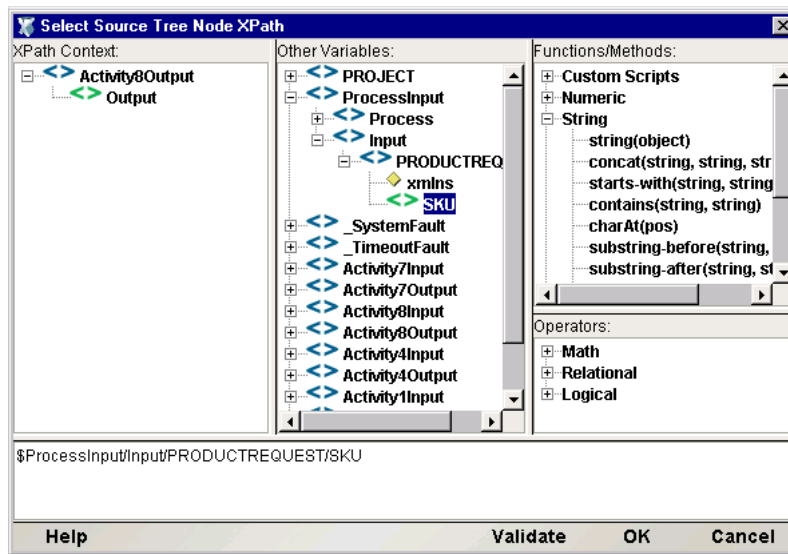 Select Source Tree Node XPath
XPath Context:
Activity8Output
Output
Other Variables:
PROJECT
ProcessInput
Process
Input
PRODUCTREQ
xmlns
SKU
_SystemFault
_TimeoutFault
Activity7Input
Activity7Output
Activity8Input
Activity8Output
Activity4Input
Activity4Output
Activity1Input
Functions/Methods:
Custom Scripts
Numeric
String
string(object)
concat(string, string, str
starts-with(string, string
contains(string, string)
charAt(pos)
substring-before(string,
substring-after(string, st
Operators:
Math
Relational
Logical
$ProcessInput/Input/PRODUCTREQUEST/SKU
Help Validate OK Cancel